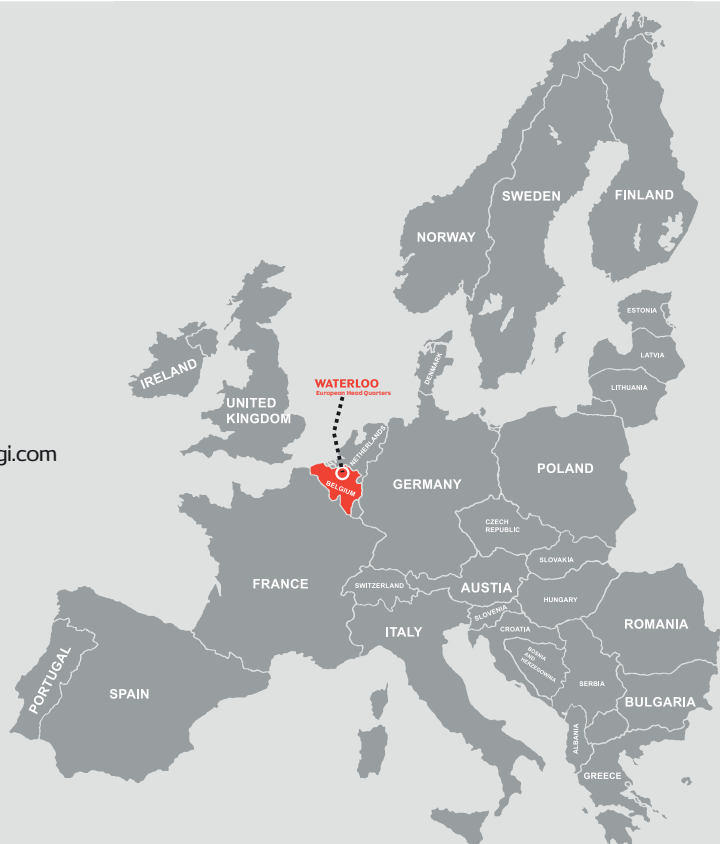 SWEDEN
FINLAND
NORWAY
ESTONIA
LATVIA
LITHUANIA
DENMARK
IRELAND
UNITED
KINGDOM
WATERLOO
European Head Quarters
NETHERLANDS
gi.com
BELGIUM
GERMANY
POLAND
CZECH
REPUBLIC
SLOVAKIA
FRANCE
SWITZERLAND
AUSTIA
HUNGARY
SLOVENIA
CROATIA
ITALY
ROMANIA
BOSNIA
AND
HERZEGOWINA
PORTUGAL
SPAIN
SERBIA
BULGARIA
ALBANIA
GREECE